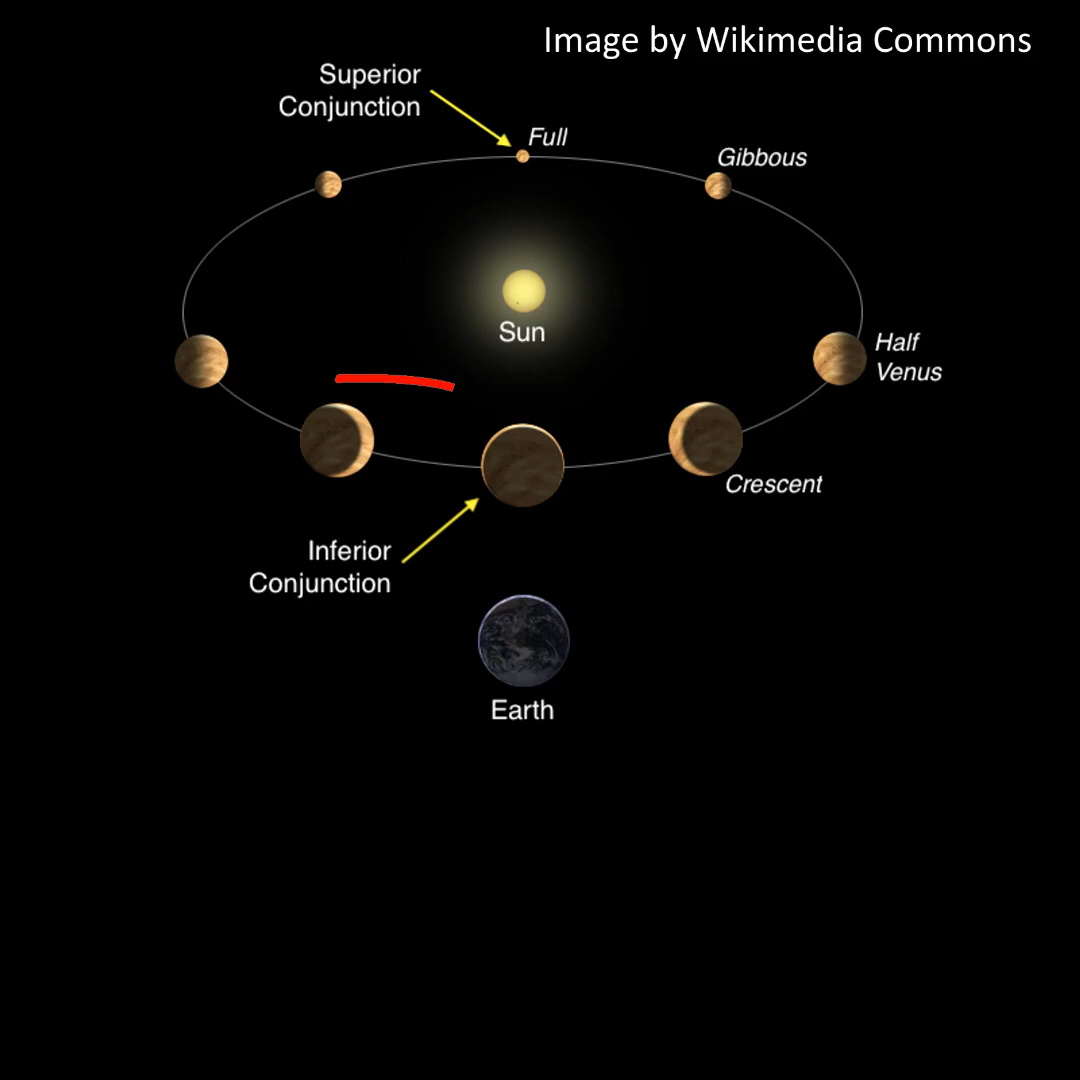 Image by Wikimedia Commons
Superior
Conjunction
Full
Gibbous
Sun
Half
Venus
Crescent
Inferior
Conjunction
Earth